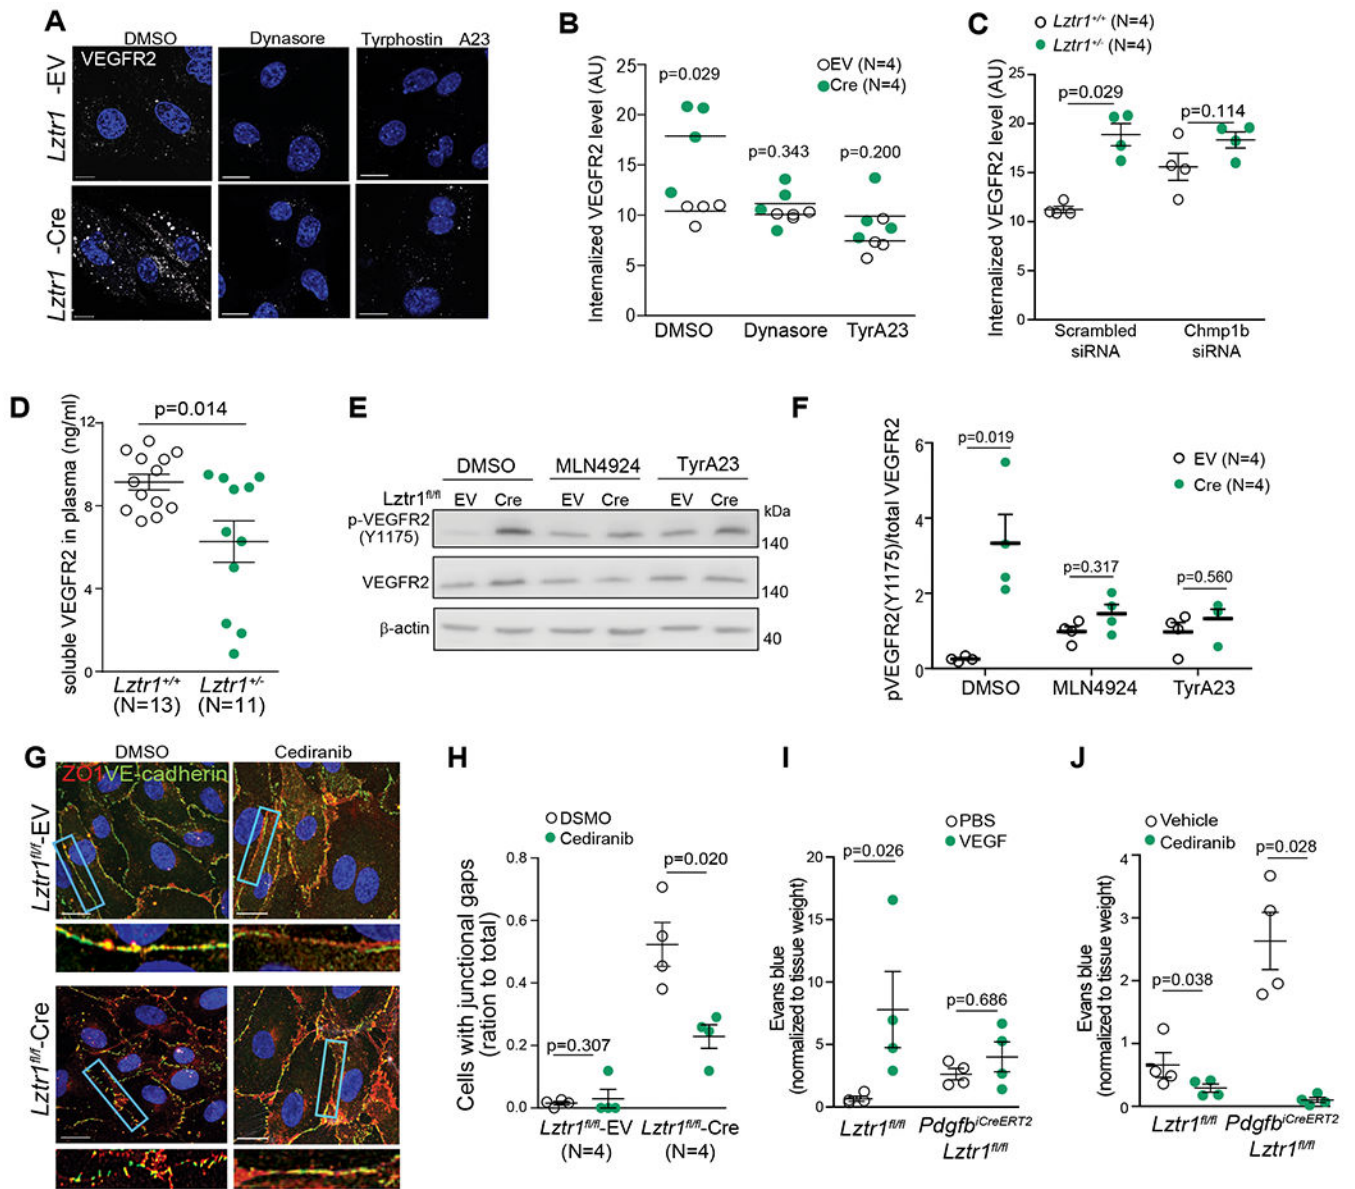 A
DMSO
Dynasore
Tyrphostin A23
VEGFR2
Lztr1 -EV
Lztr1 -Cre
B
Internalized VEGFR2 level (AU)
25
20
15
10
5
0
EV (N=4)
Cre (N=4)
p=0.029
p=0.343
p=0.200
DMSO
Dynasore
TyrA23
C
Lztr1+/+ (N=4)
Lztr1+/- (N=4)
Internalized VEGFR2 level (AU)
25
20
15
10
0
p=0.029
p=0.114
Scrambled
siRNA
Chmp1b
siRNA
D
soluble VEGFR2 in plasma (ng/ml)
12
8
4
0
p=0.014
Lztr1+/+
(N=13)
Lztr1+/-
(N=11)
E
DMSO
MLN4924
TyrA23
Lztr1fl/fl
EV
Cre
EV
Cre
EV
Cre
kDa
p-VEGFR2
(Y1175)
140
VEGFR2
140
β-actin
40
F
pVEGFR2(Y1175)/total VEGFR2
6
4
2
0
p=0.019
p=0.317
p=0.560
EV (N=4)
Cre (N=4)
DMSO
MLN4924
TyrA23
G
DMSO
Cediranib
ZO1VE-cadherin
Lztr1fl/fl-EV
Lztr1fl/fl-Cre
H
DSMO
Cediranib
Cells with junctional gaps
(ration to total)
0.8
0.6
0.4
0.2
0.0
p=0.307
p=0.020
Lztr1fl/fl-EV
(N=4)
Lztr1fl/fl-Cre
(N=4)
I
PBS
VEGF
Evans blue
(normalized to tissue weight)
20
15
10
5
0
p=0.026
p=0.686
Lztr1fl/fl
PdgfbiCreERT2
Lztr1fl/fl
J
Vehicle
Cediranib
Evans blue
(normalized to tissue weight)
4
3
2
1
0
p=0.038
p=0.028
Lztr1fl/fl
PdgfbiCreERT2
Lztr1fl/fl